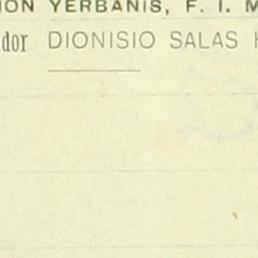 ION YERBANIS, F. I. M
dor DIONISIO SALAS